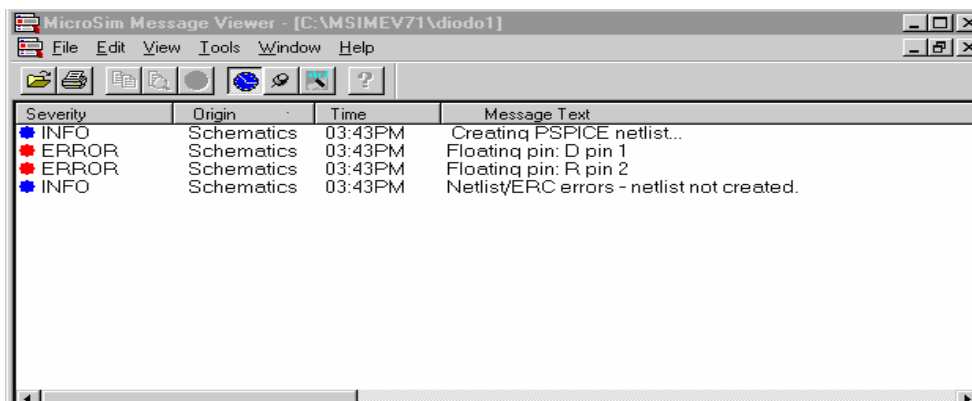 MicroSim Message Viewer - [C:\MSIMEV71\diodo1]
File Edit View Tools Window Help
Severity Origin Time Message Text
INFO Schematics 03:43PM Creating PSPICE netlist...
ERROR Schematics 03:43PM Floating pin: D pin 1
ERROR Schematics 03:43PM Floating pin: R pin 2
INFO Schematics 03:43PM Netlist/ERC errors - netlist not created.